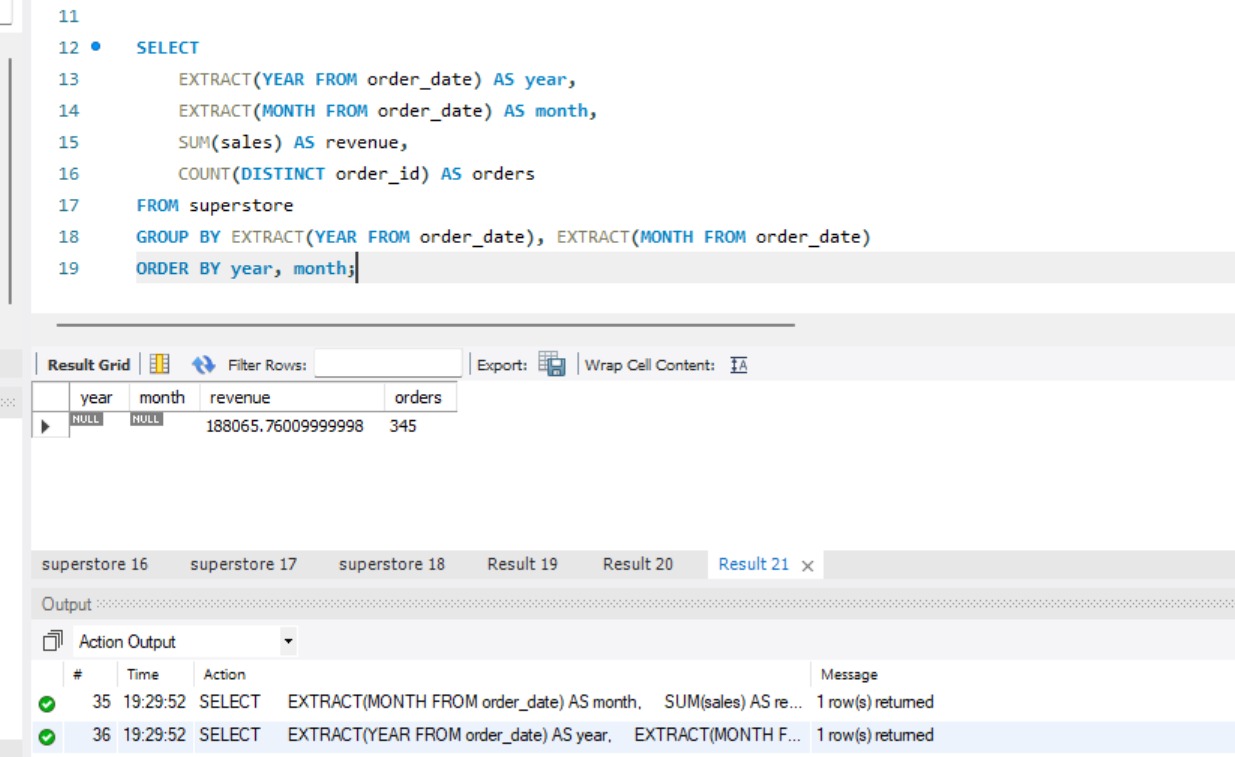 11
12 SELECT
13 EXTRACT(YEAR FROM order_date) AS year,
14 EXTRACT(MONTH FROM order_date) AS month,
15 SUM(sales) AS revenue,
16 COUNT(DISTINCT order_id) AS orders
17 FROM superstore
18 GROUP BY EXTRACT(YEAR FROM order_date), EXTRACT(MONTH FROM order_date)
19 ORDER BY year, month;
Result Grid Filter Rows: Export: Wrap Cell Content: IA
year month revenue orders
NULL NULL 188065.76009999998 345
superstore 16 superstore 17 superstore 18 Result 19 Result 20 Result 21
Output
Action Output
# Time Action Message
35 19:29:52 SELECT EXTRACT(MONTH FROM order_date) AS month, SUM(sales) AS re... 1 row(s) returned
36 19:29:52 SELECT EXTRACT(YEAR FROM order_date) AS year, EXTRACT(MONTH F... 1 row(s) returned